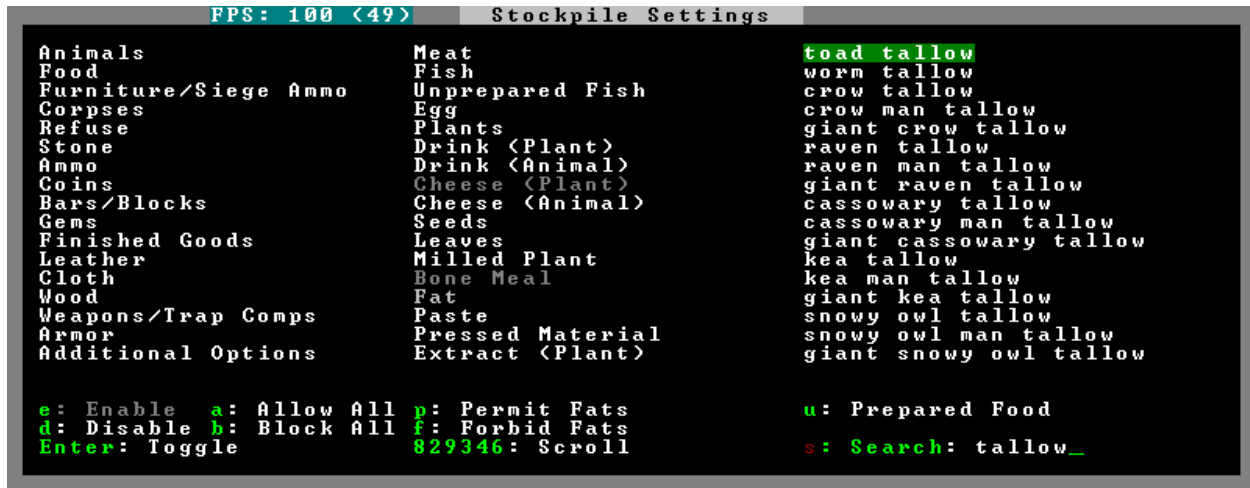 FPS: 100 (49) Stockpile Settings
Animals Meat toad tallow
Food Fish worm tallow
Furniture/Siege Ammo Unprepared Fish crow tallow
Corpses Egg crow man tallow
Refuse Plants giant crow tallow
Stone Drink (Plant) raven tallow
Ammo Drink (Animal) raven man tallow
Coins Cheese (Plant) giant raven tallow
Bars/Blocks Cheese (Animal) cassowary tallow
Gems Seeds cassowary man tallow
Finished Goods Leaves giant cassowary tallow
Leather Milled Plant kea tallow
Cloth Bone Meal kea man tallow
Wood Fat giant kea tallow
Weapons/Trap Comps Paste snowy owl tallow
Armor Pressed Material snowy owl man tallow
Additional Options Extract (Plant) giant snowy owl tallow
e: Enable a: Allow All p: Permit Fats u: Prepared Food
d: Disable b: Block All f: Forbid Fats
Enter: Toggle 829346: Scroll s: Search: tallow_